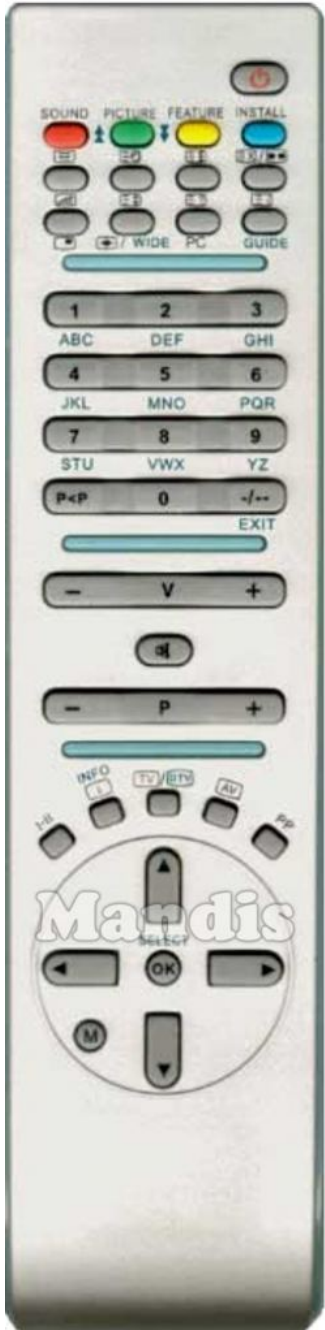 SOUND PICTURE FEATURE INSTALL
WIDE PC GUIDE
1 2 3
ABC DEF GHI
4 5 6
JKL MNO PQR
7 8 9
STU VWX YZ
P<P 0 -/--
EXIT
- V +
- P +
INFO TV/DTV AV
i
I-II PP
Mandis
SELECT
OK
M